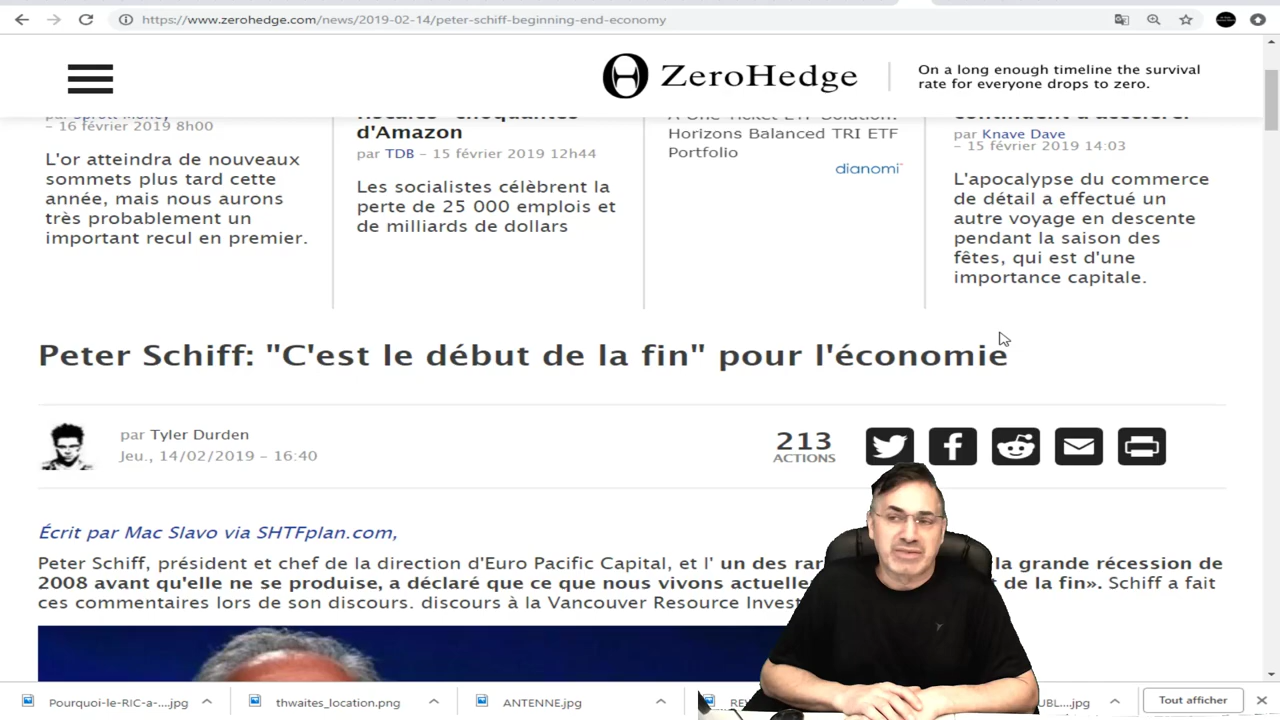 https://www.zerohedge.com/news/2019-02-14/peter-schiff-beginning-end-economy
ZeroHedge
On a long enough timeline the survival
rate for everyone drops to zero.
par Sprott Money
– 16 février 2019 8h00
L'or atteindra de nouveaux
sommets plus tard cette
année, mais nous aurons
très probablement un
important recul en premier.
d'Amazon
par TDB – 15 février 2019 12h44
Les socialistes célèbrent la
perte de 25 000 emplois et
de milliards de dollars
A One Ticket ETF Solution:
Horizons Balanced TRI ETF
Portfolio
dianomi
par Knave Dave
– 15 février 2019 14:03
L'apocalypse du commerce
de détail a effectué un
autre voyage en descente
pendant la saison des
fêtes, qui est d'une
importance capitale.
Peter Schiff: "C'est le début de la fin" pour l'économie
par Tyler Durden
Jeu., 14/02/2019 – 16:40
213
ACTIONS
Écrit par Mac Slavo via SHTFplan.com,
Peter Schiff, président et chef de la direction d'Euro Pacific Capital, et l' un des la grande récession de
2008 avant qu'elle ne se produise, a déclaré que ce que nous vivons de la fin». Schiff a fait
ces commentaires lors de son discours. discours à la Vancouver Resource
Pourquoi-le-RIC-a-....jpg
thwaites_location.png
ANTENNE.jpg
Tout afficher